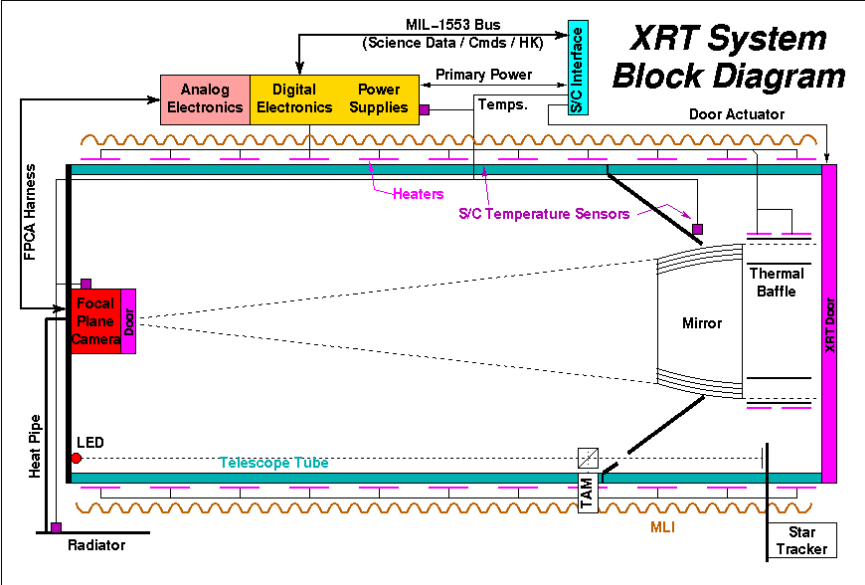 XRT System
Block Diagram
MIL-1553 Bus
(Science Data / Cmds / HK)
S/C Interface
Analog
Electronics
Digital
Electronics
Power
Supplies
Primary Power
Temps.
Door Actuator
FPCA Harness
Heaters
S/C Temperature Sensors
Focal
Plane
Camera
Door
Mirror
Thermal
Baffle
XRT Door
Heat Pipe
LED
Telescope Tube
TAM
MLI
Radiator
Star
Tracker